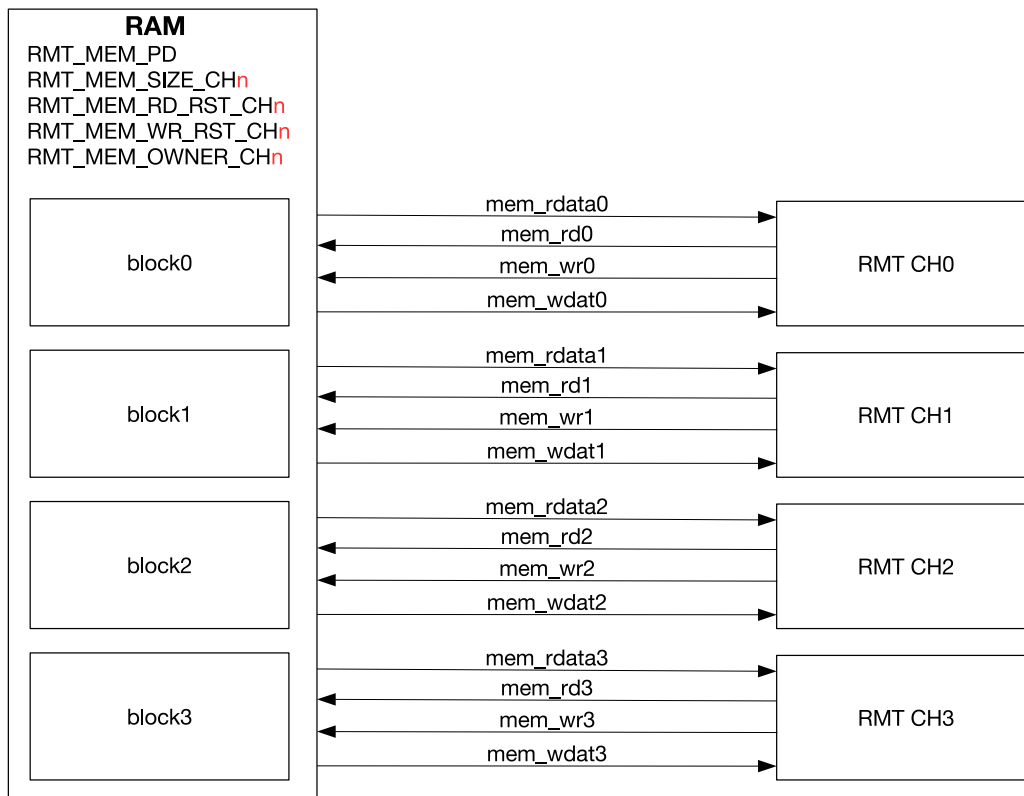 RAM
RMT_MEM_PD
RMT_MEM_SIZE_CHn
RMT_MEM_RD_RST_CHn
RMT_MEM_WR_RST_CHn
RMT_MEM_OWNER_CHn
block0
mem_rdata0
mem_rd0
mem_wr0
mem_wdat0
RMT CH0
block1
mem_rdata1
mem_rd1
mem_wr1
mem_wdat1
RMT CH1
block2
mem_rdata2
mem_rd2
mem_wr2
mem_wdat2
RMT CH2
block3
mem_rdata3
mem_rd3
mem_wr3
mem_wdat3
RMT CH3